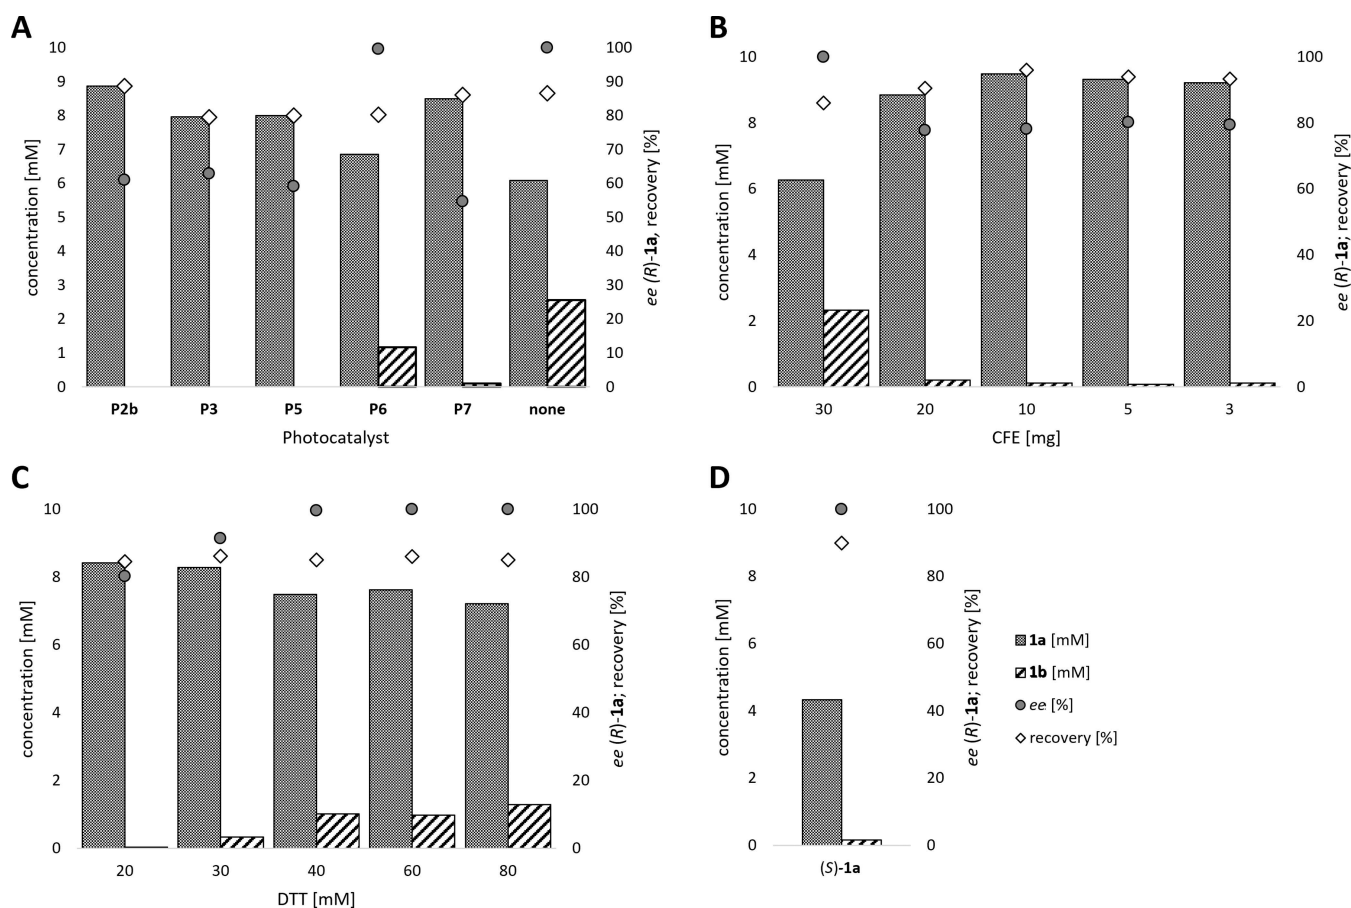 A
concentration [mM]
10
9
8
7
6
5
4
3
2
1
0
100
90
80
70
60
50
40
30
20
10
0
ee (R)-1a, recovery [%]
P2b P3 P5 P6 P7 none
Photocatalyst
B
concentration [mM]
10
8
6
4
2
0
100
80
60
40
20
0
ee (R)-1a; recovery [%]
30 20 10 5 3
CFE [mg]
C
concentration [mM]
10
8
6
4
2
0
100
80
60
40
20
0
ee (R)-1a; recovery [%]
20 30 40 60 80
DTT [mM]
D
concentration [mM]
10
8
6
4
2
0
100
80
60
40
20
0
ee (R)-1a; recovery [%]
(S)-1a
1a [mM]
1b [mM]
ee [%]
recovery [%]